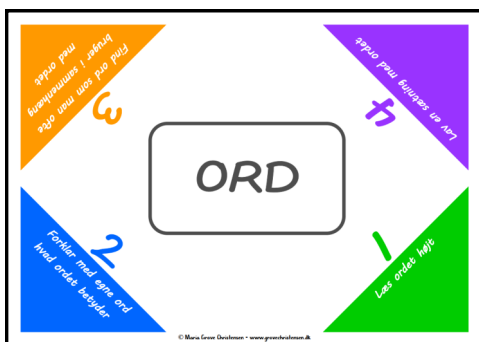 Find ord som man ofte
bruger i sammenhæng
med ordet
3
Lav en sætning med ordet
4
ORD
2
Forklar med egne ord
hvad ordet betyder
1
Læs ordet højt
© Maria Grove Christensen • www.grovechristensen.dk